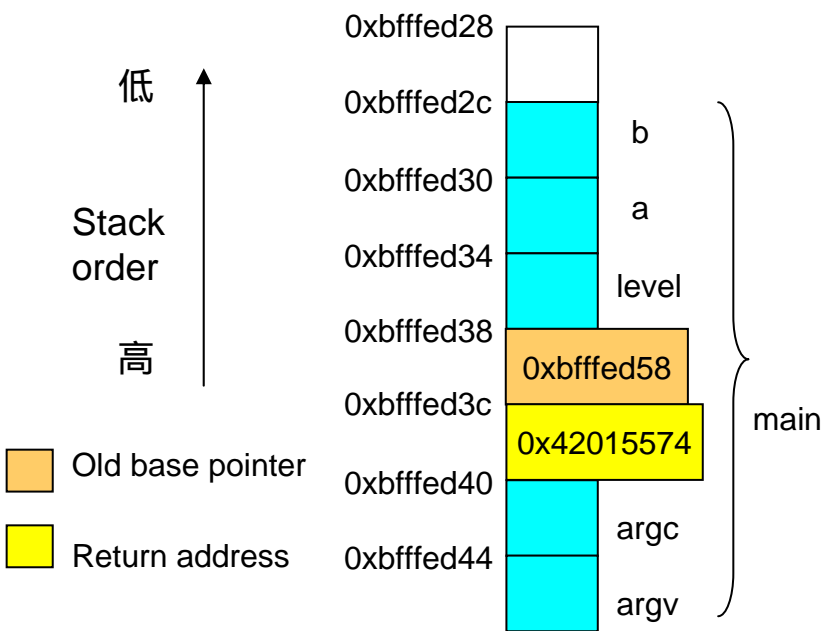 0xbfffed28
低
0xbfffed2c
b
0xbfffed30
a
Stack
order
0xbfffed34
level
0xbfffed38
高
0xbfffed58
0xbfffed3c
main
0x42015574
Old base pointer
0xbfffed40
argc
Return address
0xbfffed44
argv